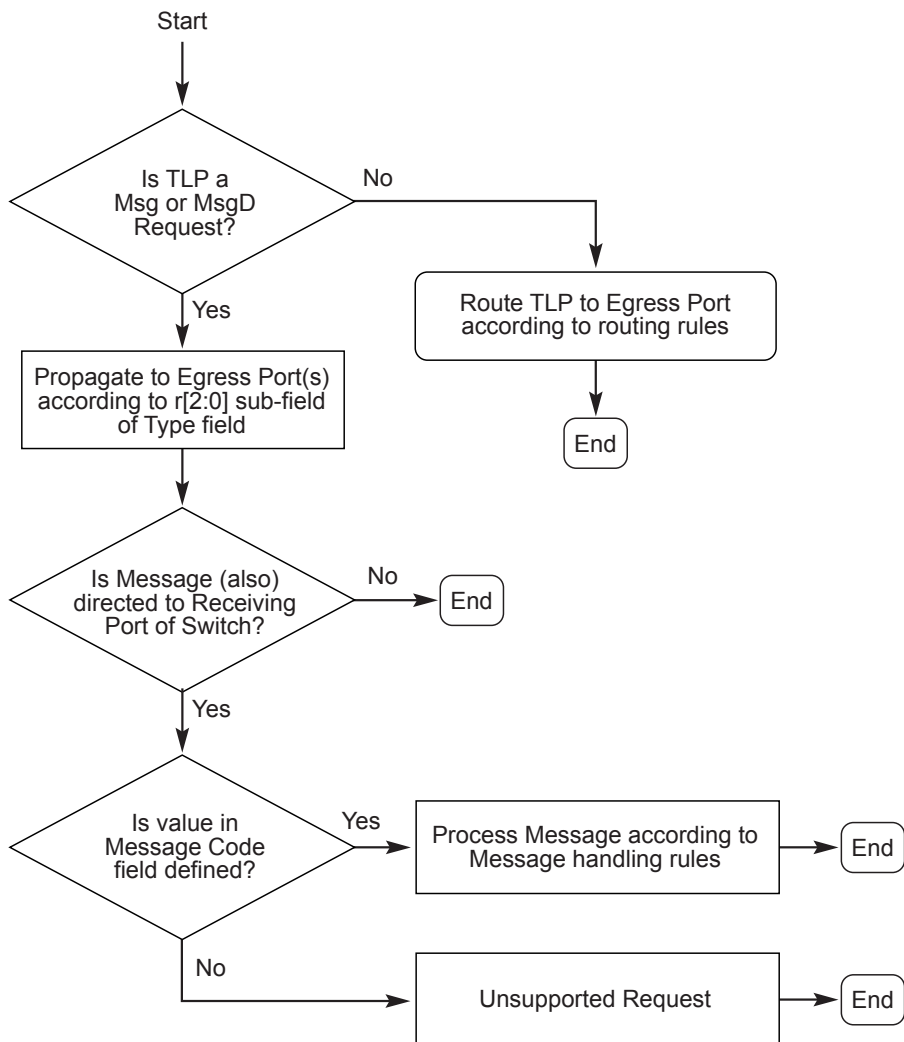 Start
Is TLP a
Msg or MsgD
Request?
No
Yes
Route TLP to Egress Port
according to routing rules
Propagate to Egress Port(s)
according to r[2:0] sub-field
of Type field
End
Is Message (also)
directed to Receiving
Port of Switch?
No
End
Yes
Is value in
Message Code
field defined?
Yes
Process Message according to
Message handling rules
End
No
Unsupported Request
End